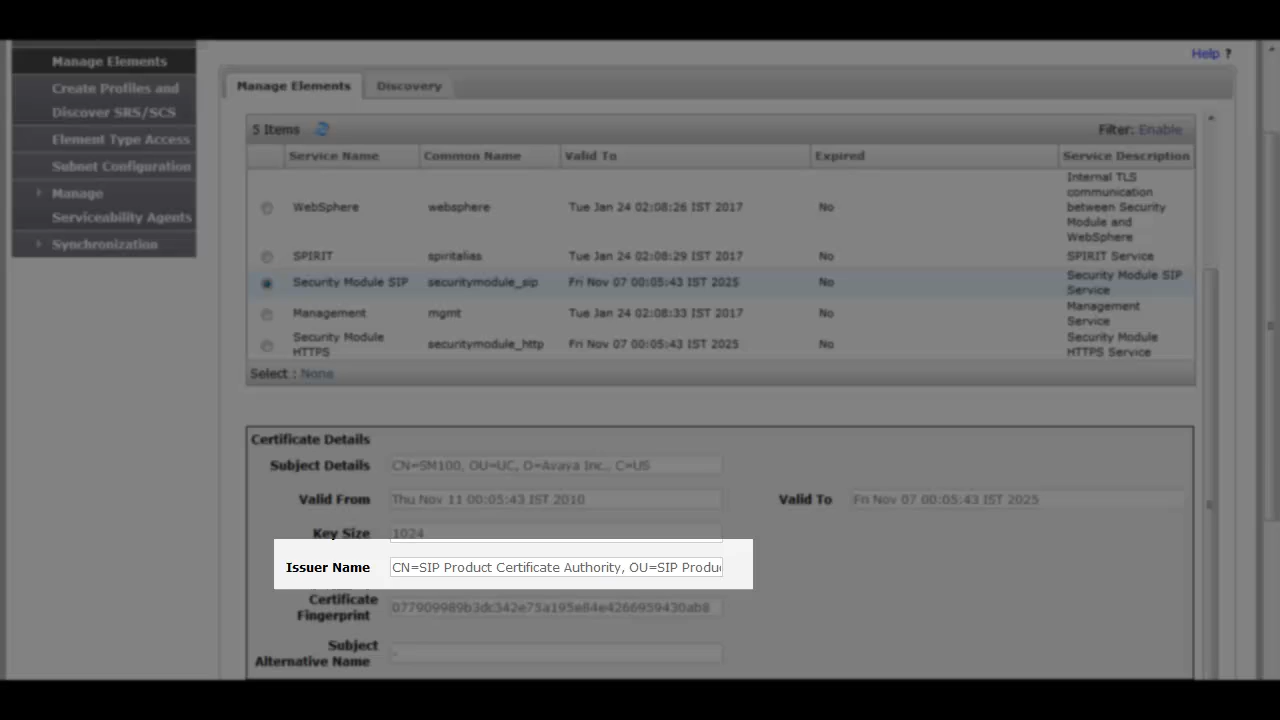 Help ?
Manage Elements
Create Profiles and
Discover SRS/SCS
Element Type Access
Subnet Configuration
Manage
Serviceability Agents
Synchronization
Manage Elements Discovery
5 Items Filter: Enable
Service Name Common Name Valid To Expired Service Description
WebSphere websphere Tue Jan 24 02:08:26 IST 2017 No
Internal TLS
communication
between Security
Module and
WebSphere
SPIRIT spiritalias Tue Jan 24 02:08:29 IST 2017 No SPIRIT Service
Security Module SIP securitymodule_sip Fri Nov 07 00:05:43 IST 2025 No
Security Module SIP
Service
Management mgmt Tue Jan 24 02:08:33 IST 2017 No
Management
Service
Security Module
HTTPS
securitymodule_http Fri Nov 07 00:05:43 IST 2025 No
Security Module
HTTPS Service
Select : None
Certificate Details
Subject Details CN=SM100, OU=UC, O=Avaya Inc., C=US
Valid From Thu Nov 11 00:05:43 IST 2010 Valid To Fri Nov 07 00:05:43 IST 2025
Key Size 1024
Issuer Name CN=SIP Product Certificate Authority, OU=SIP Produc
Certificate
Fingerprint
077909989b3dc342e75a195e84e4266959430ab8
Subject
Alternative Name
-